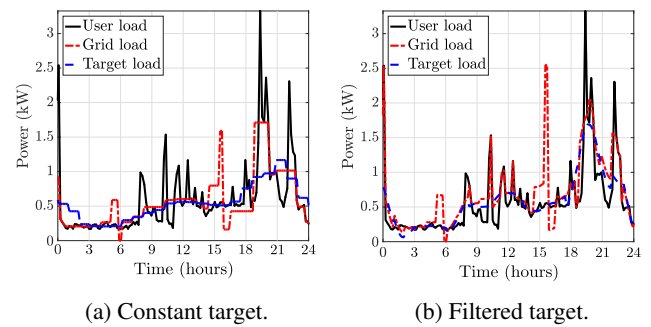 User load
Grid load
Target load
3
2.5
2
1.5
1
0.5
0
0 3 6 9 12 15 18 21 24
Power (kW)
Time (hours)
(a) Constant target.
User load
Grid load
Target load
3
2.5
2
1.5
1
0.5
0
0 3 6 9 12 15 18 21 24
Power (kW)
Time (hours)
(b) Filtered target.